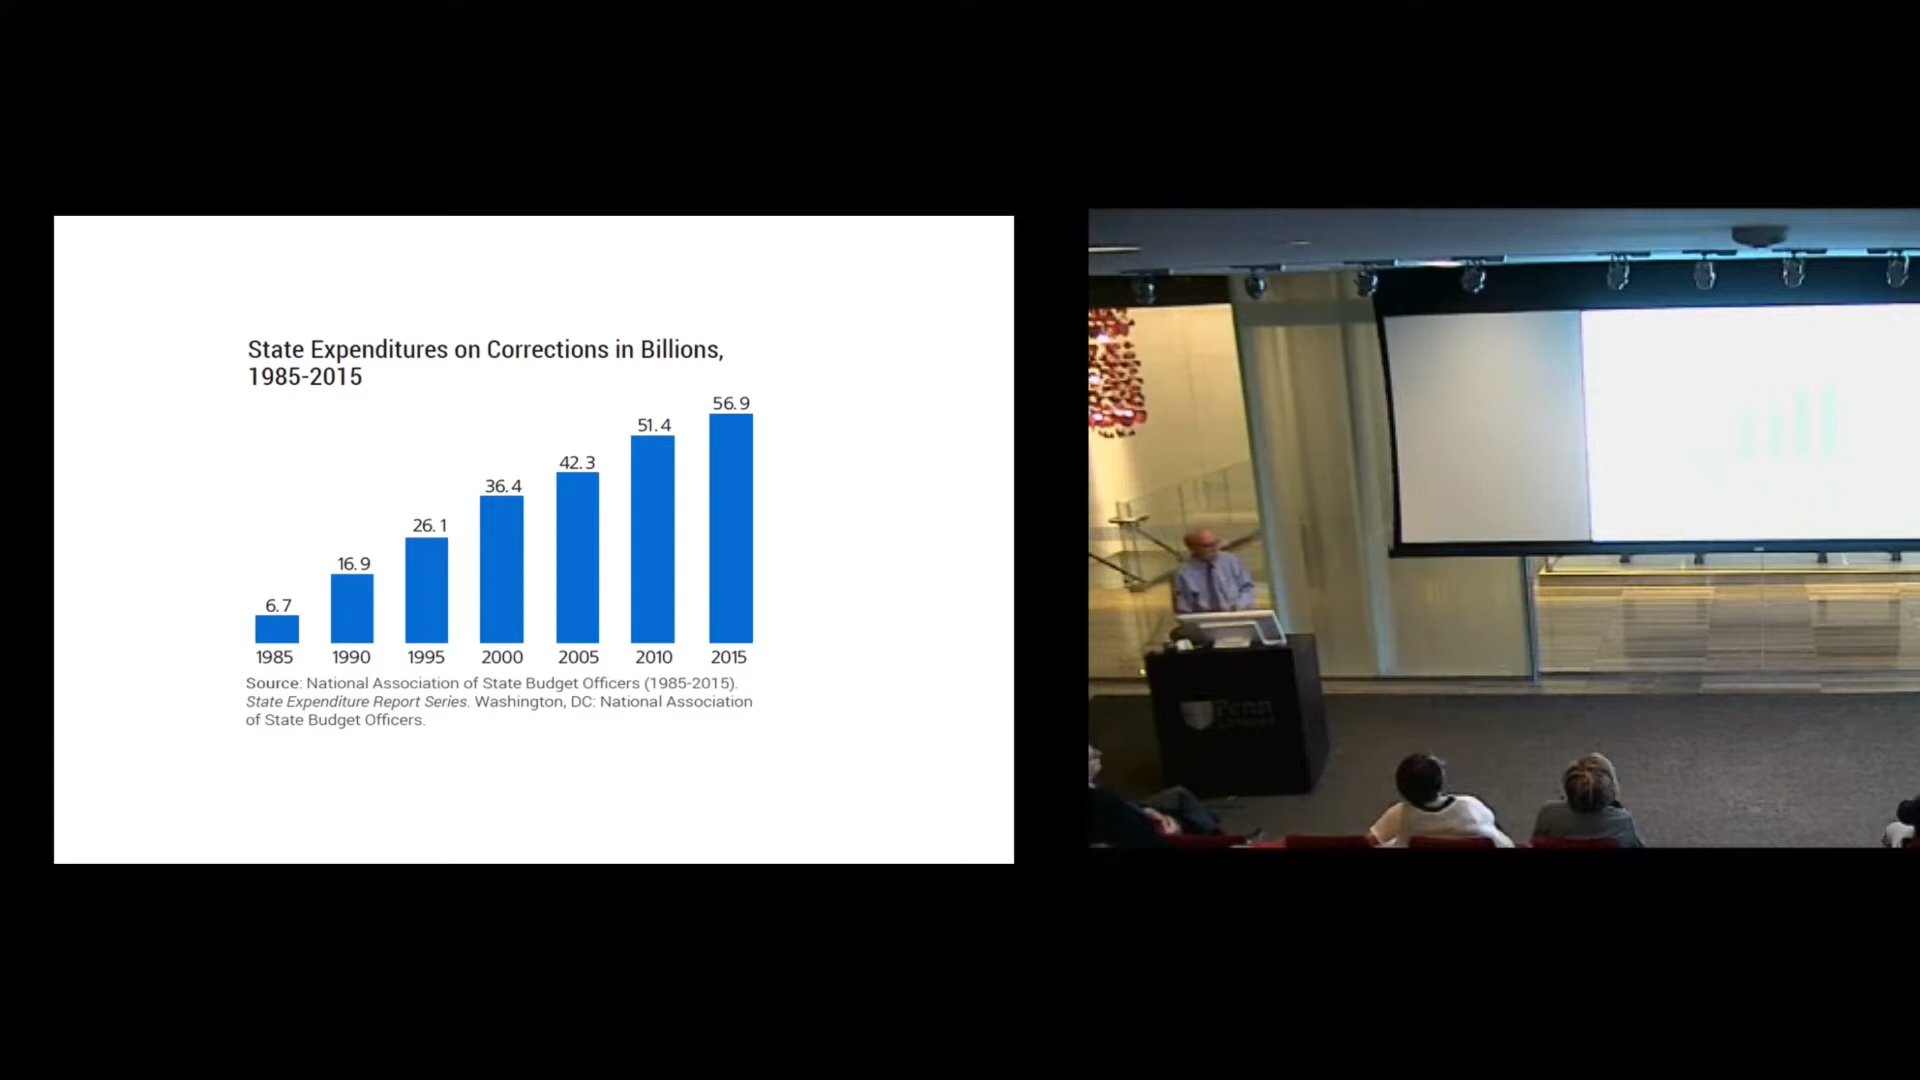 State Expenditures on Corrections in Billions,
1985-2015
6.7
16.9
26.1
36.4
42.3
51.4
56.9
1985 1990 1995 2000 2005 2010 2015
Source: National Association of State Budget Officers (1985-2015).
State Expenditure Report Series. Washington, DC: National Association
of State Budget Officers.
Penn